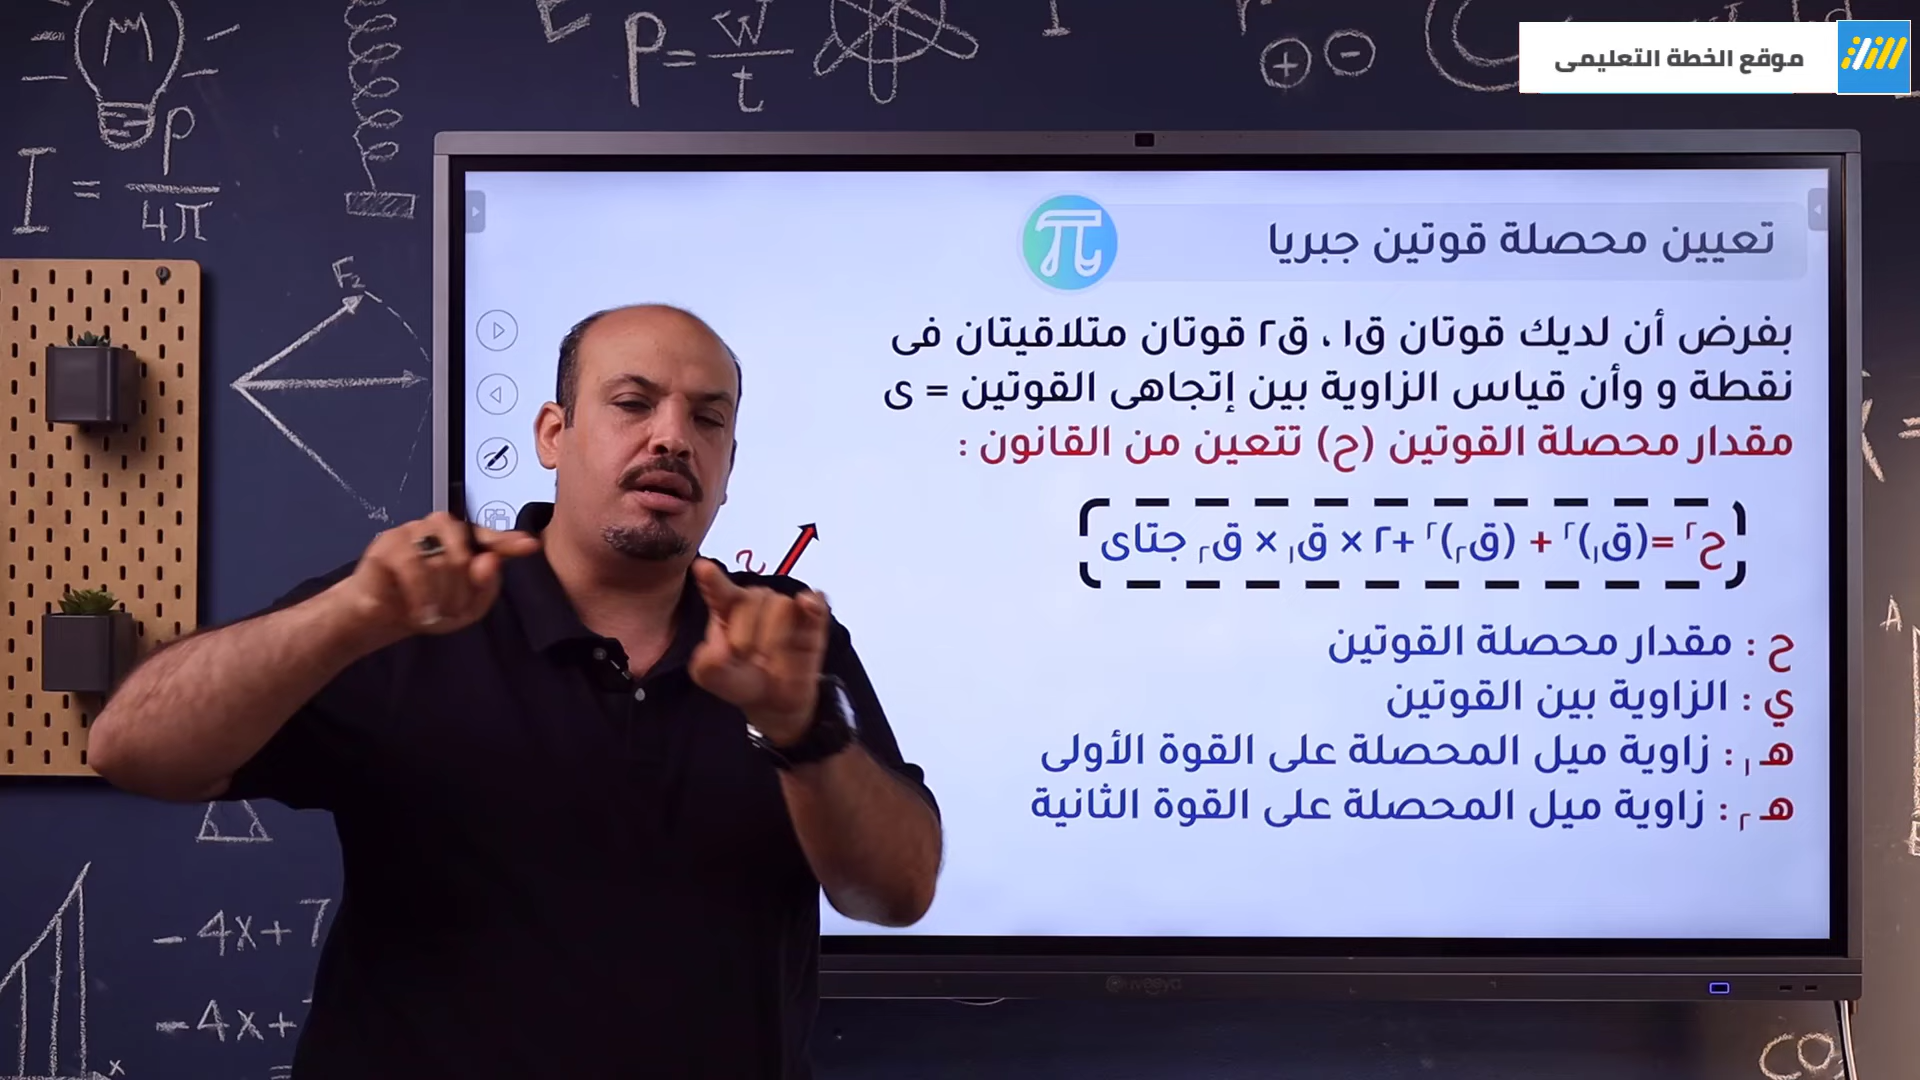 موقع الخطة التعليمى
P = W/t
I = P/4π
F₂
تعيين محصلة قوتين جبريا
بفرض أن لديك قوتان ق١ ، ق٢ قوتان متلاقيتان فى
نقطة و وأن قياس الزاوية بين إتجاهى القوتين = ى
مقدار محصلة القوتين (ح) تتعين من القانون :
ح٢ =(ق١)٢ + (ق٢)٢ +٢ × ق١ × ق٢ جتاى
ح
ح : مقدار محصلة القوتين
ي : الزاوية بين القوتين
هـ١ : زاوية ميل المحصلة على القوة الأولى
هـ٢ : زاوية ميل المحصلة على القوة الثانية
A
-4x+7
-4x+
x
CO₂